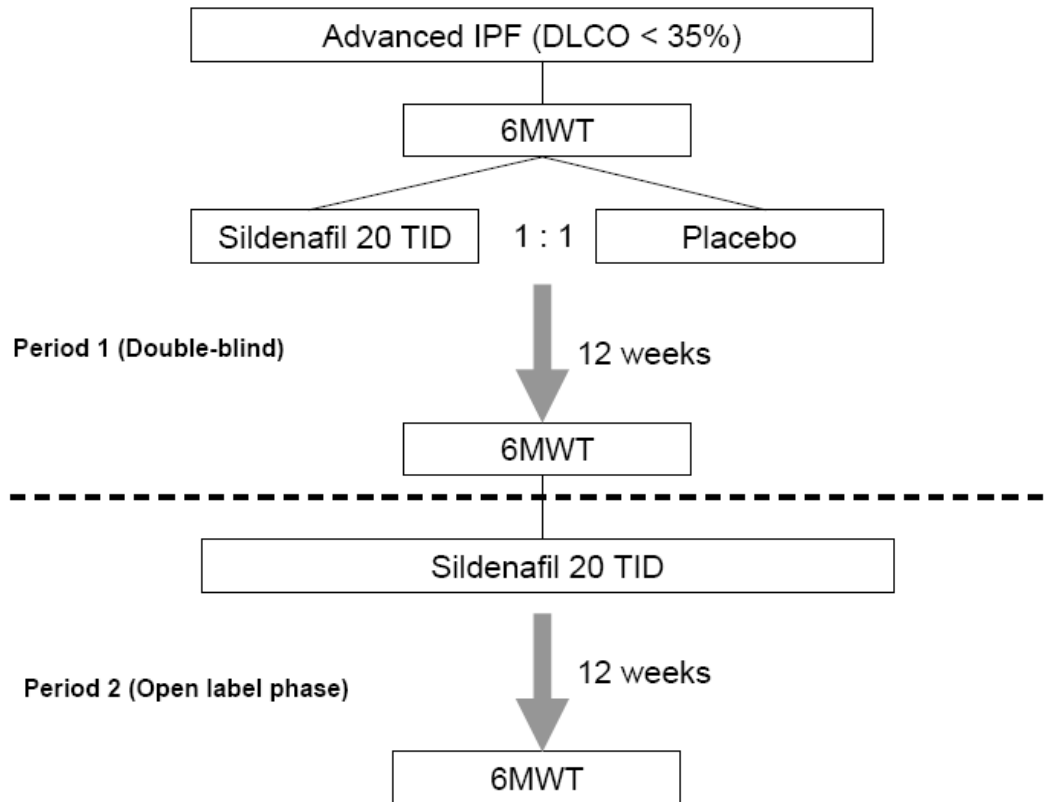 Advanced IPF (DLCO < 35%)
6MWT
Sildenafil 20 TID
1 : 1
Placebo
Period 1 (Double-blind)
12 weeks
6MWT
Sildenafil 20 TID
Period 2 (Open label phase)
12 weeks
6MWT